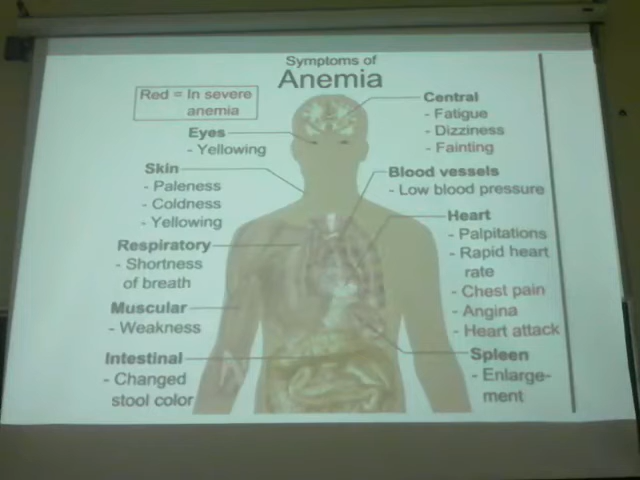 Symptoms of
Anemia
Red = In severe
anemia
Central
- Fatigue
- Dizziness
- Fainting
Eyes
- Yellowing
Skin
- Paleness
- Coldness
- Yellowing
Blood vessels
- Low blood pressure
Heart
- Palpitations
- Rapid heart
rate
- Chest pain
- Angina
- Heart attack
Respiratory
- Shortness
of breath
Muscular
- Weakness
Intestinal
- Changed
stool color
Spleen
- Enlarge-
ment